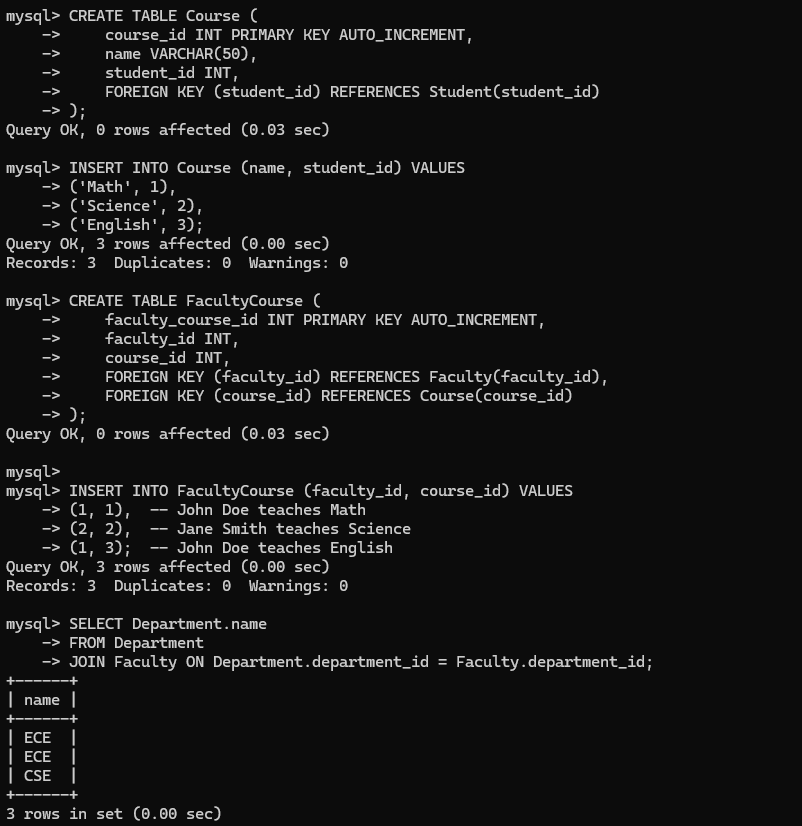 mysql> CREATE TABLE Course (
    ->     course_id INT PRIMARY KEY AUTO_INCREMENT,
    ->     name VARCHAR(50),
    ->     student_id INT,
    ->     FOREIGN KEY (student_id) REFERENCES Student(student_id)
    -> );
Query OK, 0 rows affected (0.03 sec)

mysql> INSERT INTO Course (name, student_id) VALUES
    -> ('Math', 1),
    -> ('Science', 2),
    -> ('English', 3);
Query OK, 3 rows affected (0.00 sec)
Records: 3  Duplicates: 0  Warnings: 0

mysql> CREATE TABLE FacultyCourse (
    ->     faculty_course_id INT PRIMARY KEY AUTO_INCREMENT,
    ->     faculty_id INT,
    ->     course_id INT,
    ->     FOREIGN KEY (faculty_id) REFERENCES Faculty(faculty_id),
    ->     FOREIGN KEY (course_id) REFERENCES Course(course_id)
    -> );
Query OK, 0 rows affected (0.03 sec)

mysql>
mysql> INSERT INTO FacultyCourse (faculty_id, course_id) VALUES
    -> (1, 1),  -- John Doe teaches Math
    -> (2, 2),  -- Jane Smith teaches Science
    -> (1, 3);  -- John Doe teaches English
Query OK, 3 rows affected (0.00 sec)
Records: 3  Duplicates: 0  Warnings: 0

mysql> SELECT Department.name
    -> FROM Department
    -> JOIN Faculty ON Department.department_id = Faculty.department_id;
+------+
| name |
+------+
| ECE  |
| ECE  |
| CSE  |
+------+
3 rows in set (0.00 sec)